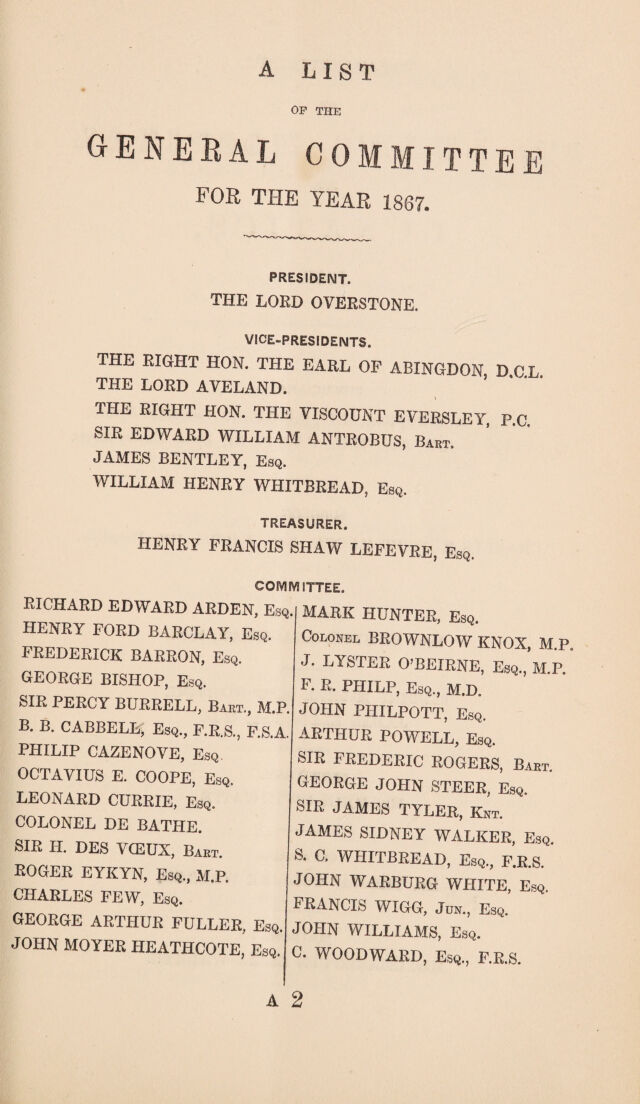 A LIST
OF THE
GENERAL COMMITTEE
FOR THE YEAR 1867.
PRESIDENT.
THE LORD OVERSTONE.
VICE-PRESIDENTS.
THE RIGHT HON. THE EARL OF ABINGDON, D.C.L.
THE LORD AVELAND.
THE RIGHT HON. THE VISCOUNT EVERSLEY, P.C.
SIR EDWARD WILLIAM ANTROBUS, BART.
JAMES BENTLEY, ESQ.
WILLIAM HENRY WHITBREAD, ESQ.
TREASURER.
HENRY FRANCIS SHAW LEFEVRE, ESQ.
COMMITTEE.
RICHARD EDWARD ARDEN, ESQ.
HENRY FORD BARCLAY, ESQ.
FREDERICK BARRON, ESQ.
GEORGE BISHOP, ESQ.
SIR PERCY BURRELL, BART., M.P.
B. B. CABBELL, ESQ., F.R.S., F.S.A.
PHILIP CAZENOVE, ESQ.
OCTAVIUS E. COOPE, ESQ.
LEONARD CURRIE, ESQ.
COLONEL DE BATHE.
SIR H. DES VŒUX, BART.
ROGER EYKYN, ESQ., M.P.
CHARLES FEW, ESQ.
GEORGE ARTHUR FULLER, ESQ.
JOHN MOYER HEATHCOTE, ESQ.
MARK HUNTER, ESQ.
COLONEL BROWNLOW KNOX, M.P.
J. LYSTER O'BEIRNE, ESQ., M.P.
F. R. PHILP, ESQ., M.D.
JOHN PHILPOTT, ESQ.
ARTHUR POWELL, ESQ.
SIR FREDERIC ROGERS, BART.
GEORGE JOHN STEER, ESQ.
SIR JAMES TYLER, KNT.
JAMES SIDNEY WALKER, ESQ.
S. C. WHITBREAD, ESQ., F.R.S.
JOHN WARBURG WHITE, ESQ.
FRANCIS WIGG, JUN., ESQ.
JOHN WILLIAMS, ESQ.
C. WOODWARD, ESQ., F.R.S.
A 2